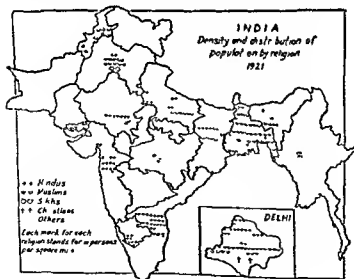 INDIA
Density and distribution of
population by religion
1921
Hindus
Muslims
Sikhs
Christians
Others
Each mark for each
religion stands for persons
per square mile
DELHI